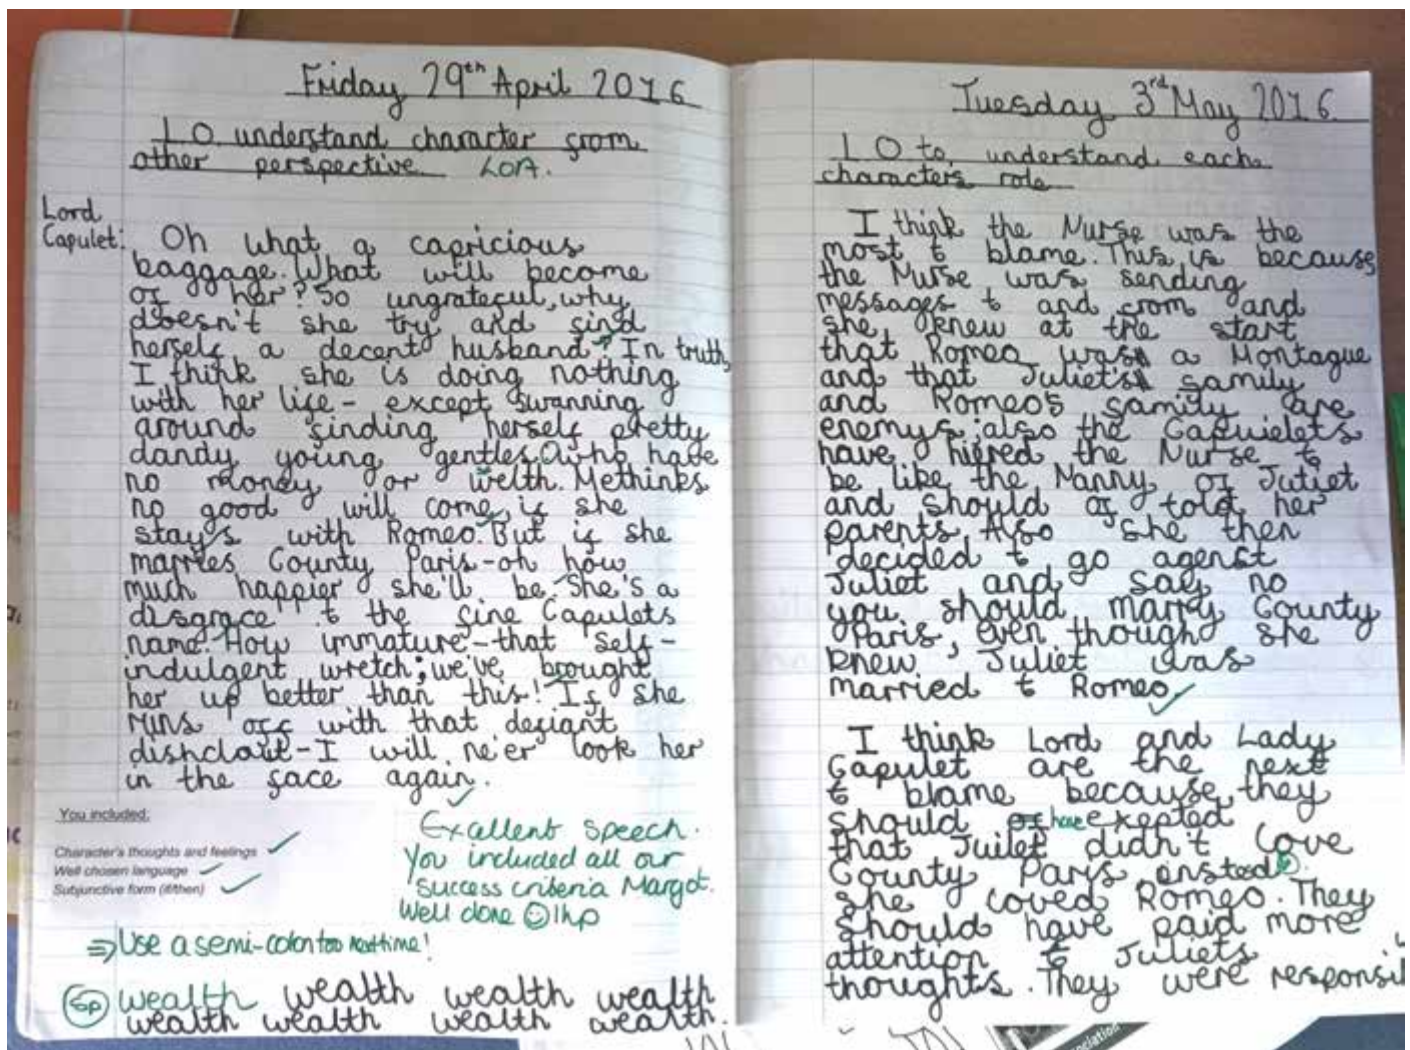 Friday 29th April 2016
LO understand character from
other perspective LOA.
Lord
Capulet: Oh what a capricious
baggage. What will become
of her? So ungrateful, why
doesn't she try and find
herself a decent husband? In truth
I think she is doing nothing
with her life - except swanning
around finding herself pretty
dandy young gentles who have
no money or welth. Methinks
no good will come if she
stay's with Romeo. But if she
marries County Paris - oh how
much happier she'll be. She's a
disgrace to the fine Capulets
name. How immature - that self-
indulgent wretch; we've brought
her up better than this! If she
runs off with that defiant
dishclout - I will ne'er look her
in the face again.
You included:
Character's thoughts and feelings
Well chosen language
Subjunctive form (if/then)
Excellent speech.
You included all our
success criteria Margot.
Well done 1hp
⇒ Use a semi-colon too next time!
Sp wealth wealth wealth wealth
wealth wealth wealth wealth.
Tuesday 3rd May 2016
LO to understand each
characters role
I think the Nurse was the
most to blame. This is because
the Nurse was sending
messages to and from and
she knew at the start
that Romeo was a Montague
and that Juliet's family
and Romeo's family are
enemys, also the Capuielets
have hiered the Nurse to
be like the Nanny of Juliet
and should of told her
parents. Also she then
decided to go agenst
Juliet and say no
you should marry County
Paris, even though she
knew Juliet was
married to Romeo
I think Lord and Lady
Capulet are the next
to blame because they
should of have expted
that Juilet didn't love
County Paris ensted
she loved Romeo. They
should have paid more
attention to Juliets
thoughts. They were responsi
ciation